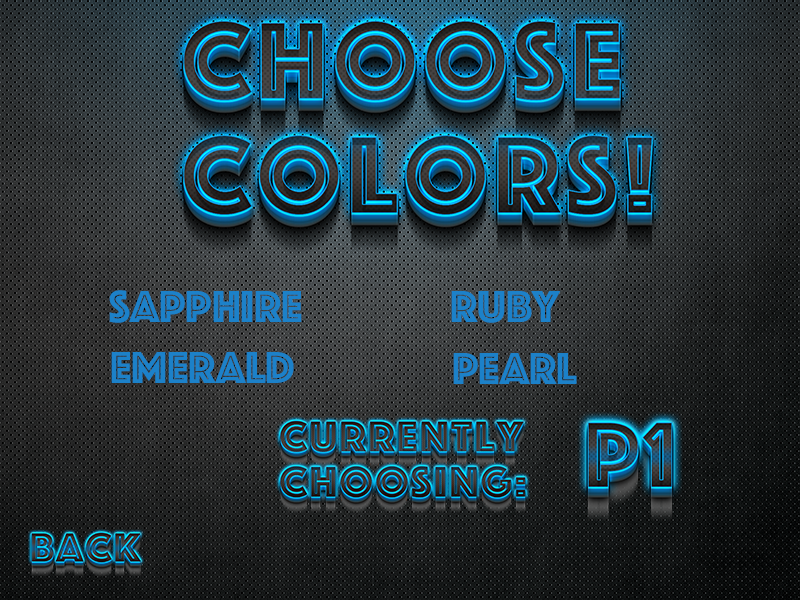 CHOOSE
COLORS!
SAPPHIRE RUBY
EMERALD PEARL
CURRENTLY
CHOOSING: P1
BACK